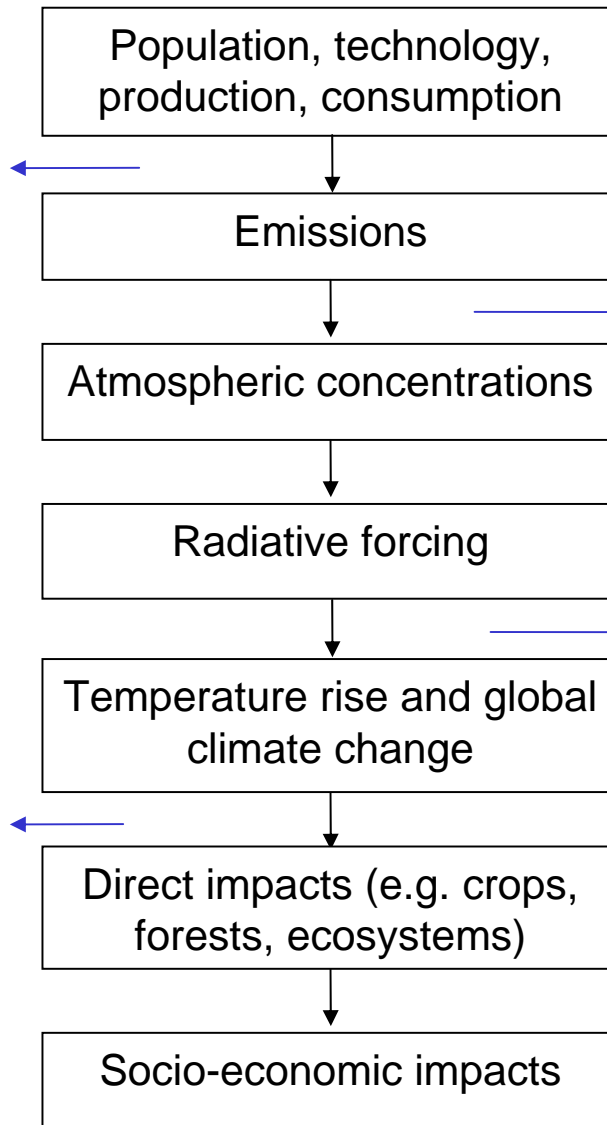 Population, technology,
production, consumption
Emissions
Atmospheric concentrations
Radiative forcing
Temperature rise and global
climate change
Direct impacts (e.g. crops,
forests, ecosystems)
Socio-economic impacts